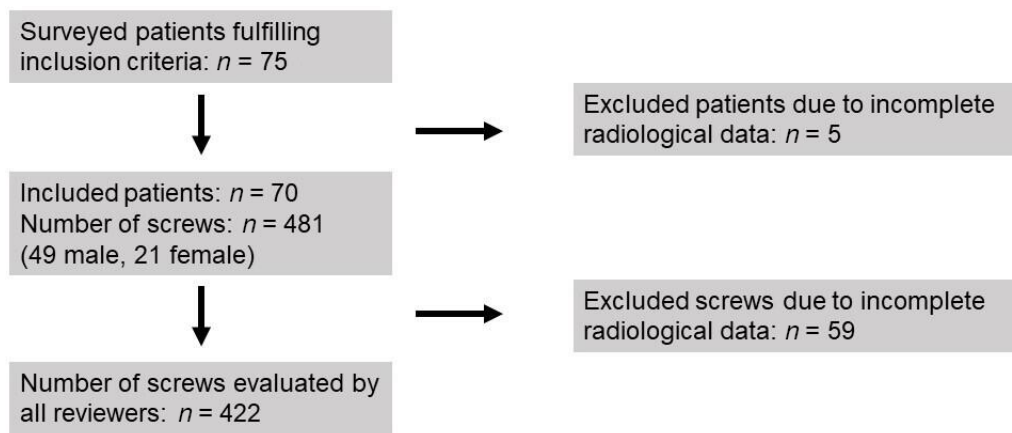 Surveyed patients fulfilling
inclusion criteria: n = 75
Excluded patients due to incomplete
radiological data: n = 5
Included patients: n = 70
Number of screws: n = 481
(49 male, 21 female)
Excluded screws due to incomplete
radiological data: n = 59
Number of screws evaluated by
all reviewers: n = 422